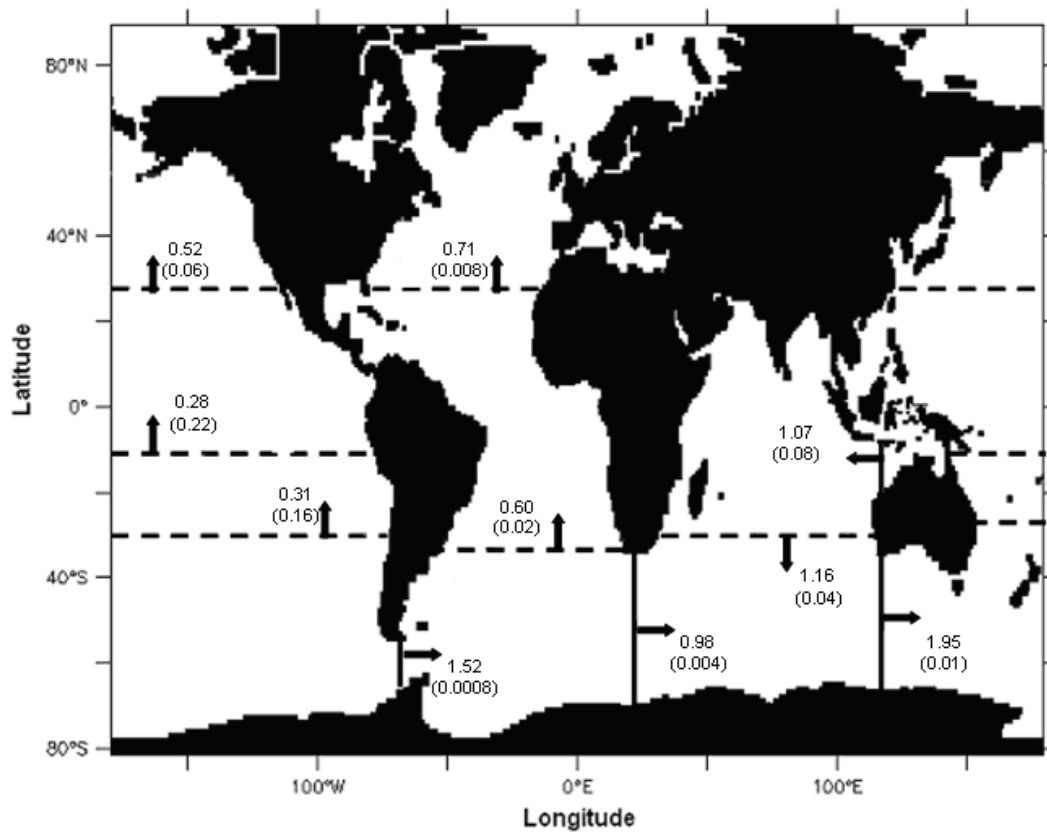 80°N
40°N
0°
40°S
80°S
Latitude
0.52
(0.06)
0.71
(0.008)
0.28
(0.22)
1.07
(0.08)
0.31
(0.16)
0.60
(0.02)
1.16
(0.04)
1.52
(0.0008)
0.98
(0.004)
1.95
(0.01)
100°W
0°E
100°E
Longitude